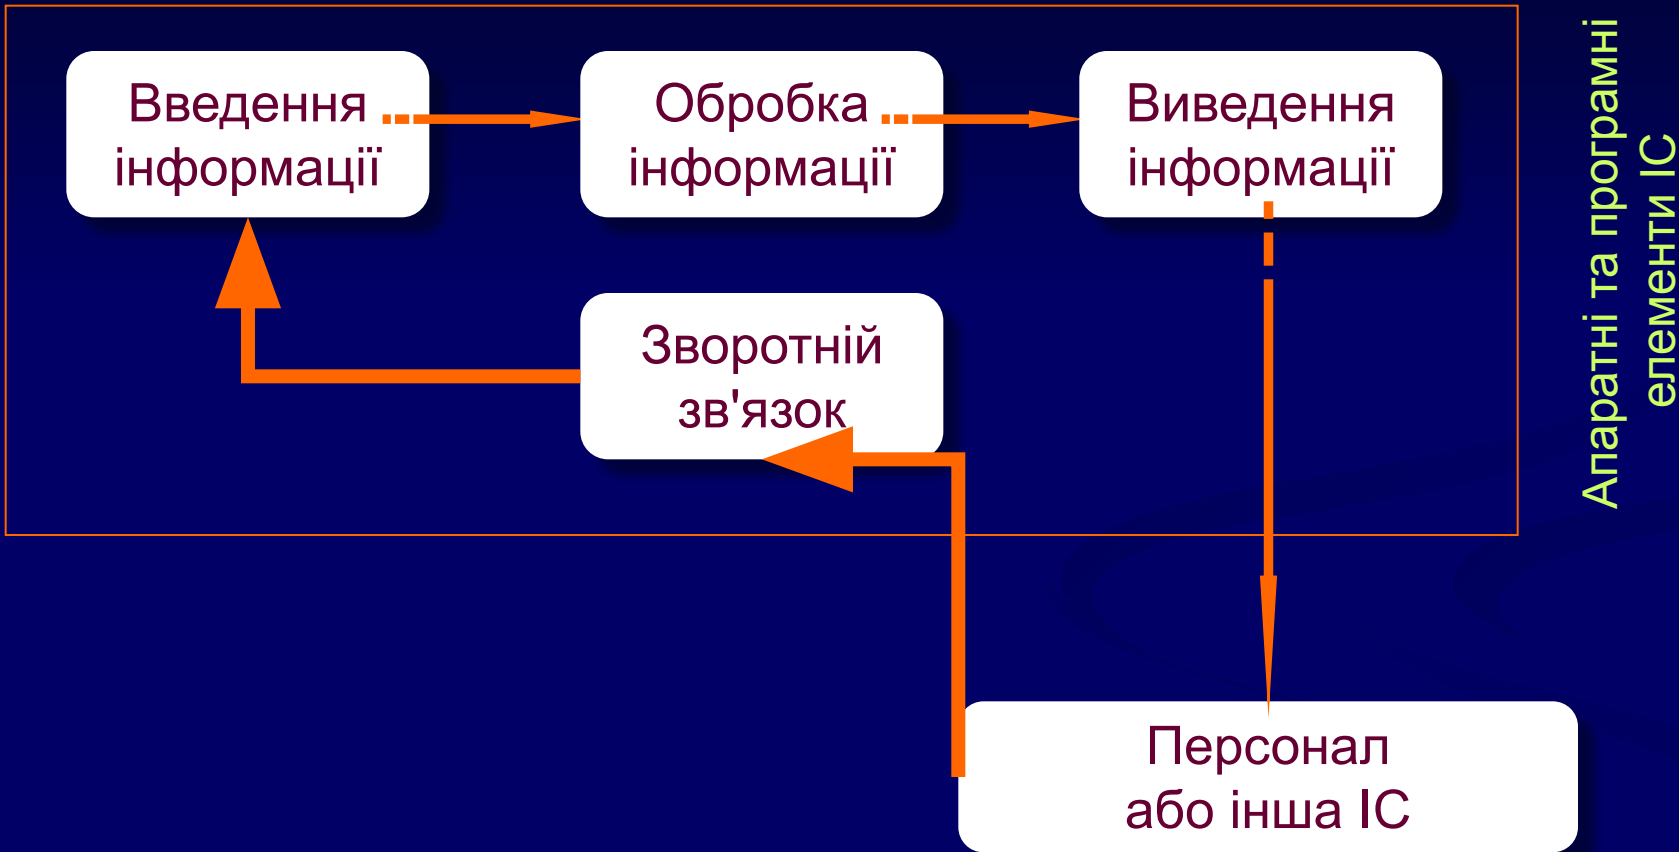 Введення
інформації
Обробка
інформації
Виведення
інформації
Зворотній
зв'язок
Персонал
або інша ІС
Апаратні та програмні
елементи ІС